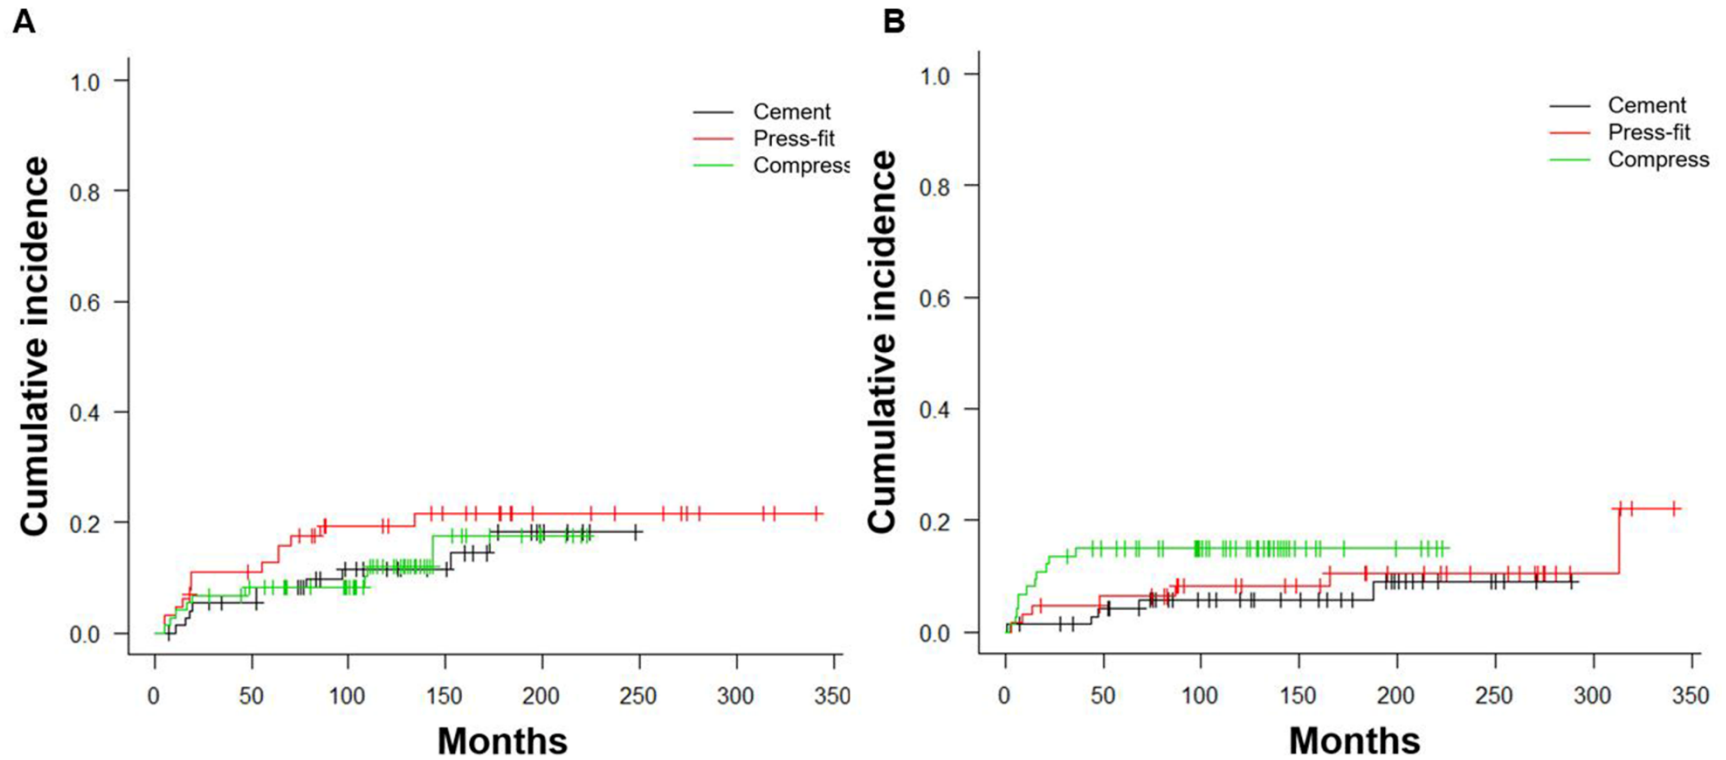 A
Cumulative incidence
1.0
0.8
0.6
0.4
0.2
0.0
Cement
Press-fit
Compress
0 50 100 150 200 250 300 350
Months
B
Cumulative incidence
1.0
0.8
0.6
0.4
0.2
0.0
Cement
Press-fit
Compress
0 50 100 150 200 250 300 350
Months